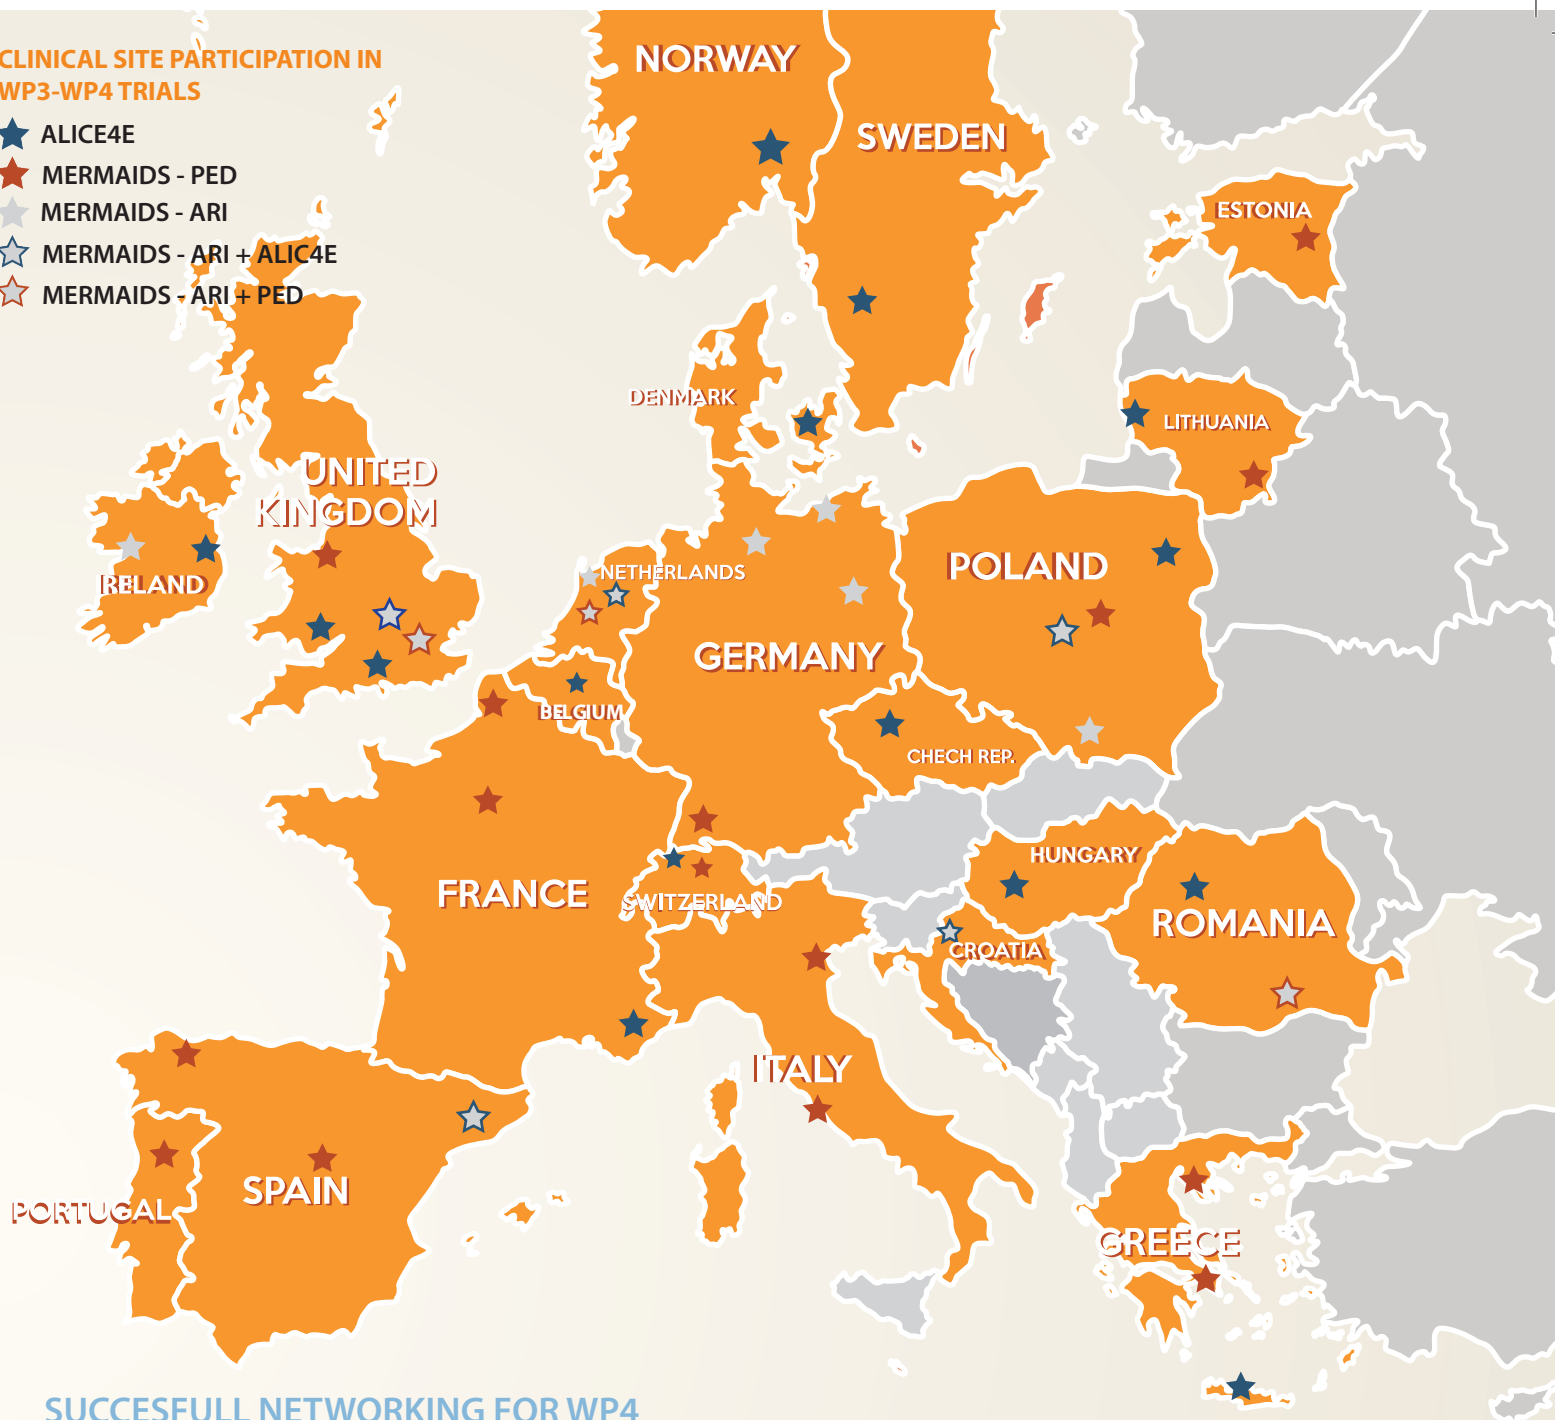 CLINICAL SITE PARTICIPATION IN
WP3-WP4 TRIALS
ALICE4E
MERMAIDS - PED
MERMAIDS - ARI
MERMAIDS - ARI + ALIC4E
MERMAIDS - ARI + PED
NORWAY
SWEDEN
ESTONIA
DENMARK
LITHUANIA
UNITED
KINGDOM
IRELAND
NETHERLANDS
POLAND
GERMANY
BELGIUM
CHECH REP.
FRANCE
SWITZERLAND
HUNGARY
ROMANIA
CROATIA
ITALY
SPAIN
PORTUGAL
GREECE
SUCCESFULL NETWORKING FOR WP4